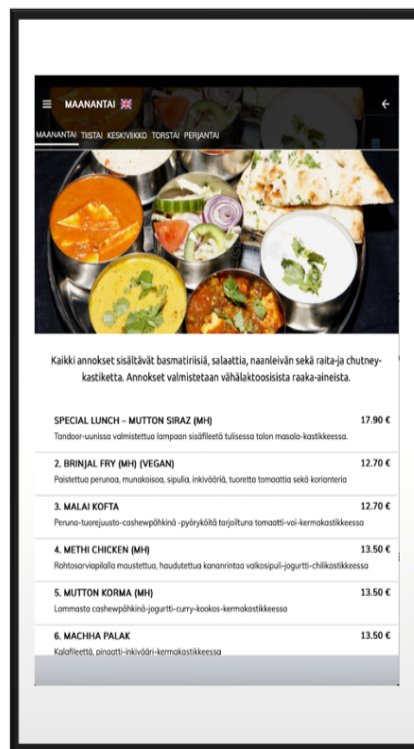 MAANANTAI
MAANANTAI TIISTAI KESKIVIIKKO TORSTAI PERJANTAI
Kaikki annokset sisältävät basmatiriisiä, salaattia, naanleivän sekä raita-ja chutney-
kastiketta. Annokset valmistetaan vähälaktoosisista raaka-aineista.
SPECIAL LUNCH – MUTTON SIRAZ (MH) 17.90 €
Tandoor-uunissa valmistettua lampaan sisäfileetä tulisessa talon masala-kastikkeessa.
2. BRINJAL FRY (MH) (VEGAN) 12.70 €
Paistettua perunaa, munakoisoa, sipulia, inkivääriä, tuoretta tomaattia sekä korianteria
3. MALAI KOFTA 12.70 €
Peruna-tuorejuusto-cashewpähkinä -pyöryköitä tarjoiltuna tomaatti-voi-kermakastikkeessa
4. METHI CHICKEN (MH) 13.50 €
Rohtosarviapilalla maustettua, haudutettua kananrintaa valkosipuli-jogurtti-chilikastikkeessa
5. MUTTON KORMA (MH) 13.50 €
Lammasta cashewpähkinä-jogurtti-curry-kookos-kermakastikkeessa
6. MACHHA PALAK 13.50 €
Kalafileettä, pinaatti-inkivääri-kermakastikkeessa